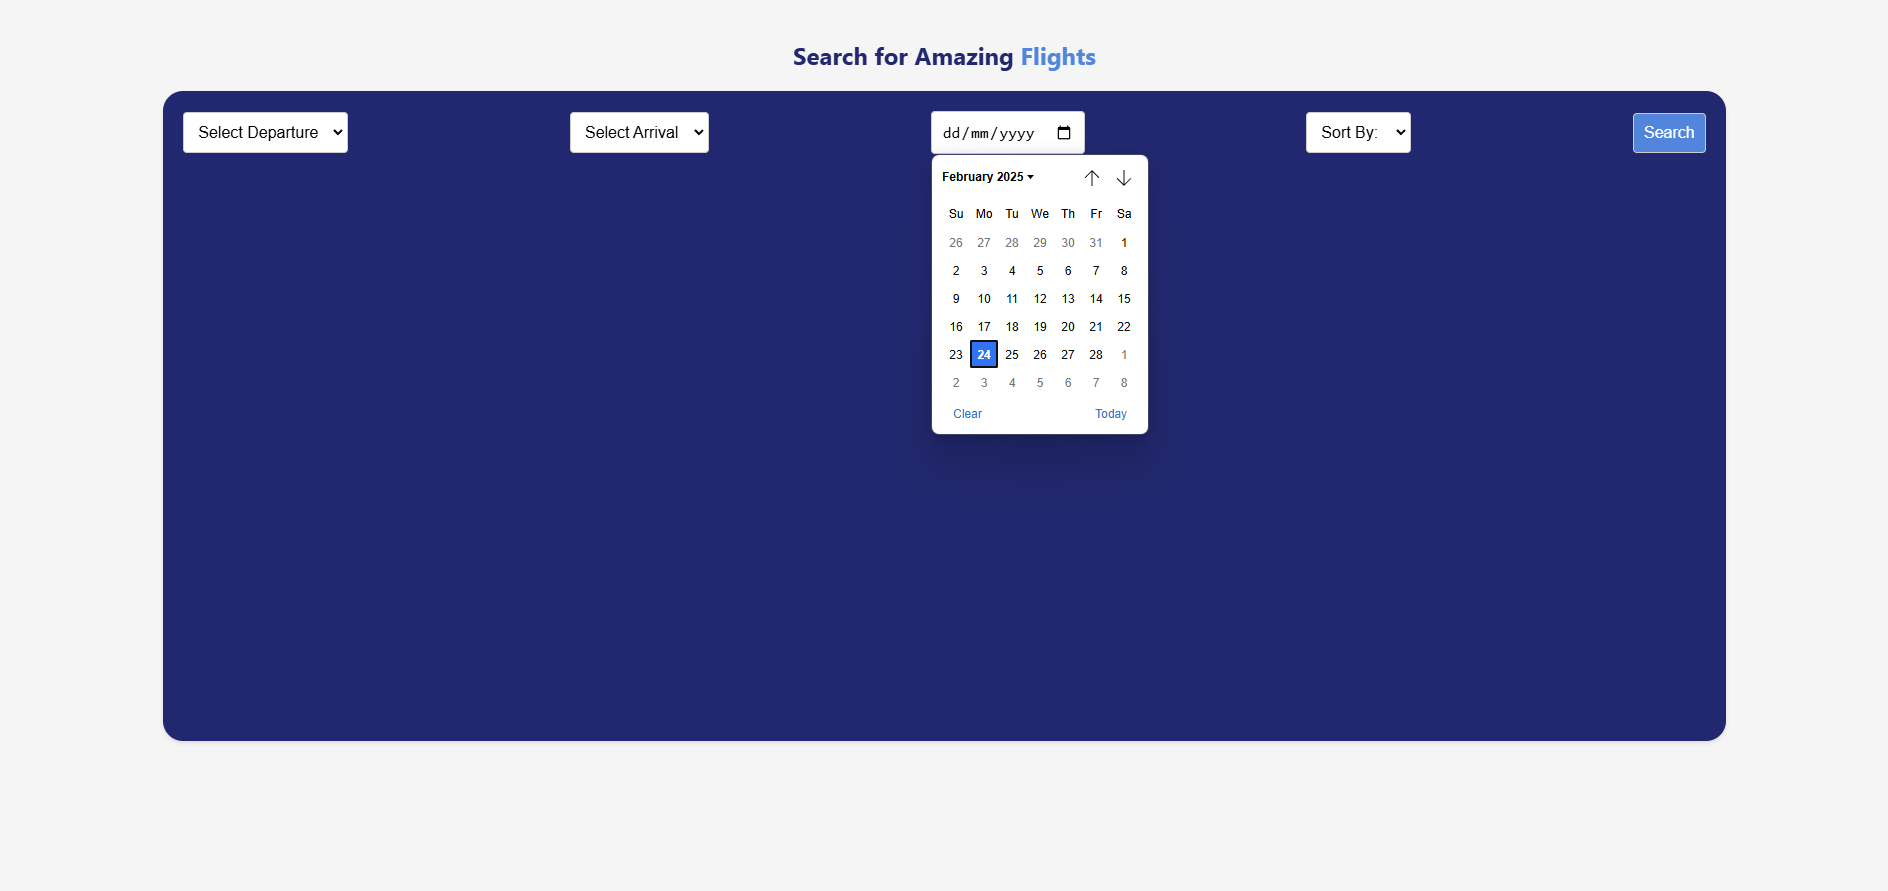 Search for Amazing Flights
Select Departure Select Arrival dd/mm/yyyy Sort By: Search
February 2025
Su Mo Tu We Th Fr Sa
26 27 28 29 30 31 1
2 3 4 5 6 7 8
9 10 11 12 13 14 15
16 17 18 19 20 21 22
23 24 25 26 27 28 1
2 3 4 5 6 7 8
Clear Today